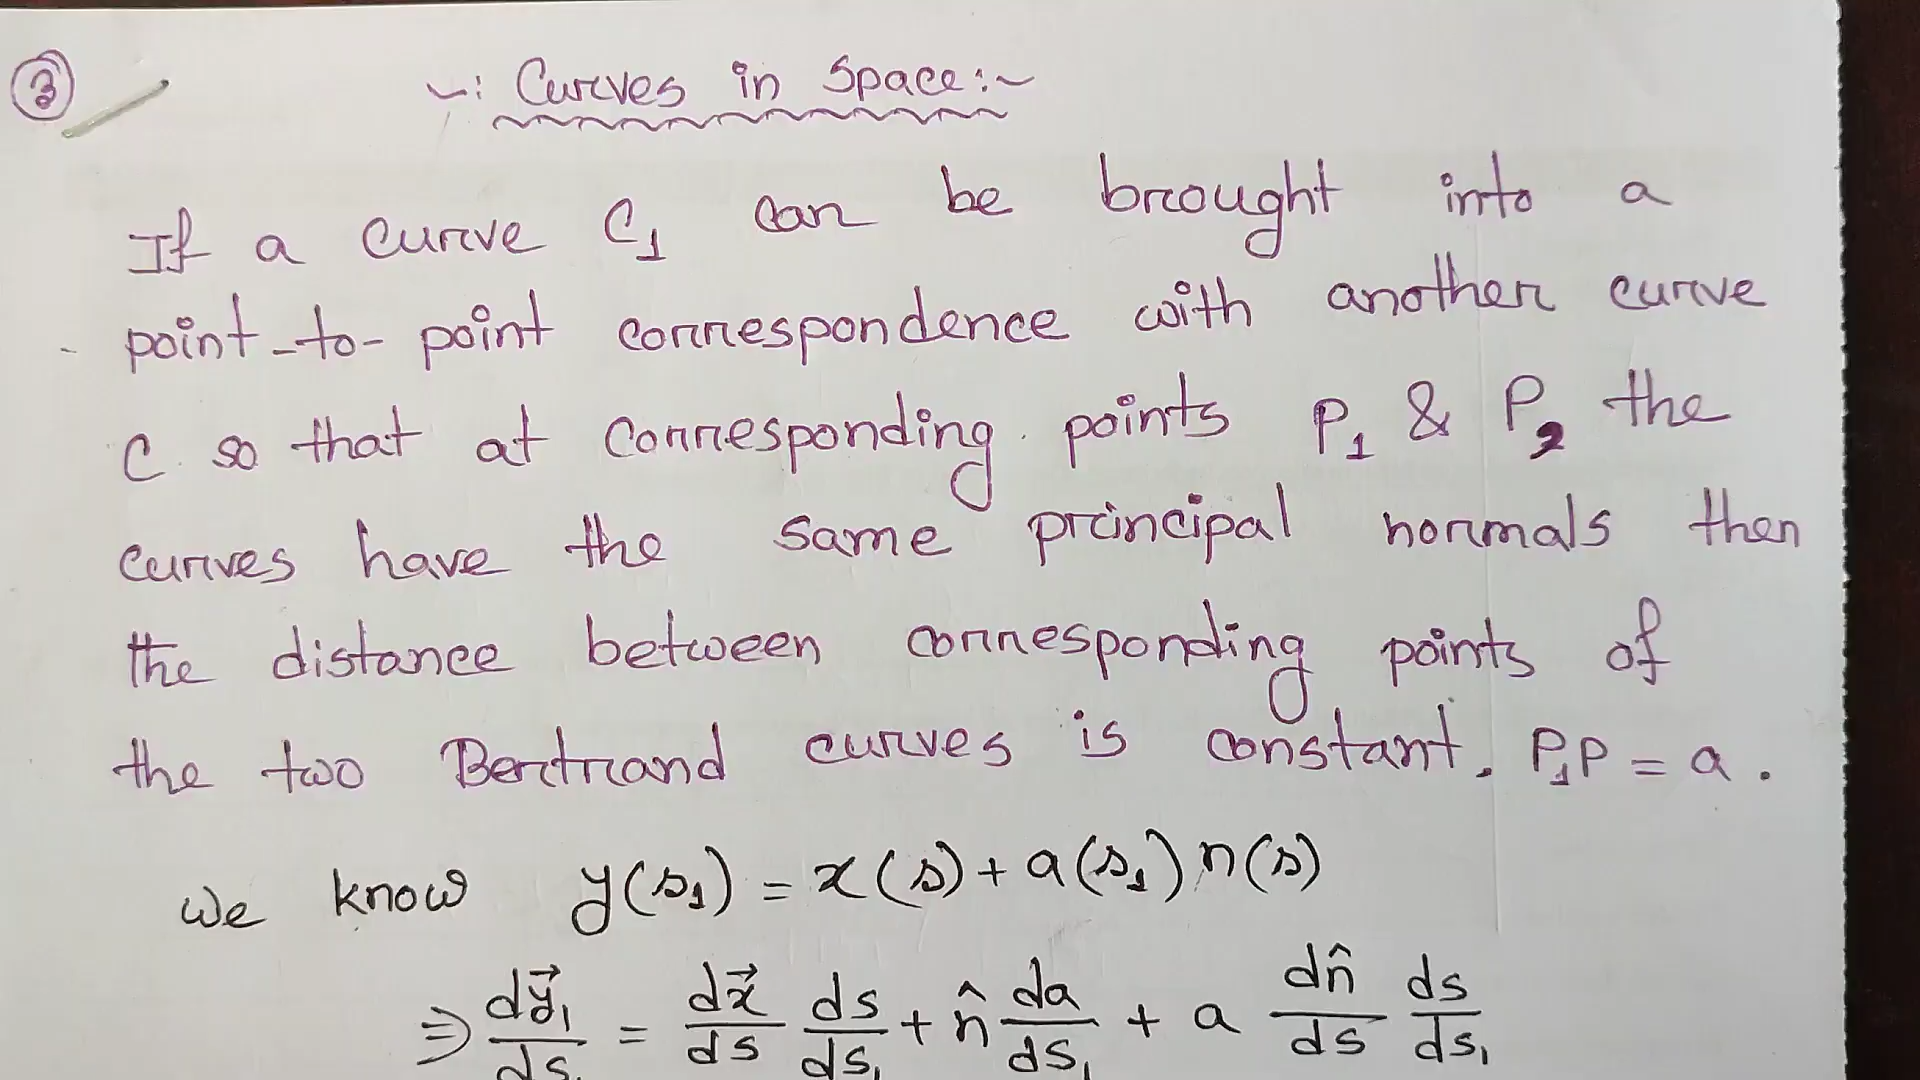 ③
~: Curves in Space:~
If a curve C₁ can be brought into a
point-to-point correspondence with another curve
C so that at corresponding points P₁ & P₂ the
curves have the same principal normals then
the distance between corresponding points of
the two Bertrand curves is constant. P₁P = a.
We know y(s₁) = x(s) + a(s₁) n(s)
⇒ dy⃗₁/ds₁ = dx⃗/ds ds/ds₁ + n̂ da/ds₁ + a dn̂/ds ds/ds₁